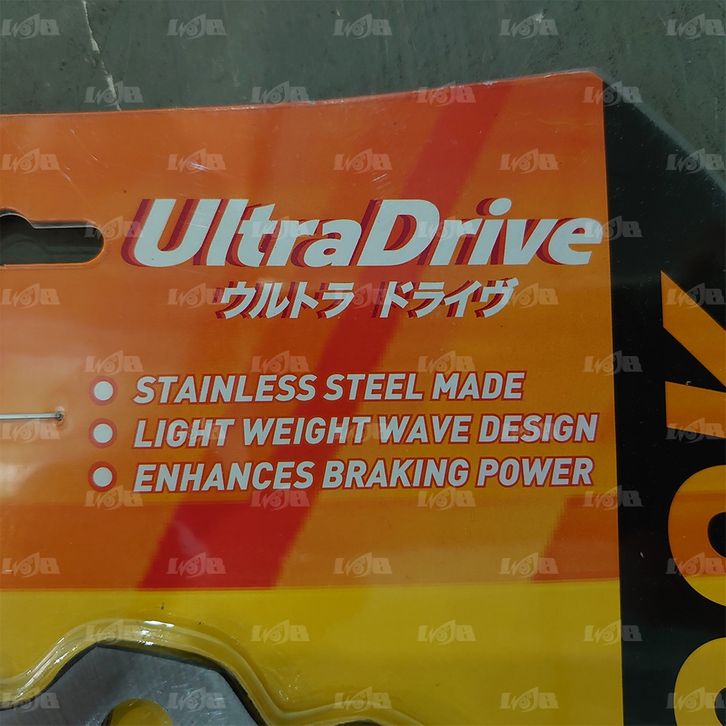 UltraDrive
ウルトラ ドライヴ
STAINLESS STEEL MADE
LIGHT WEIGHT WAVE DESIGN
ENHANCES BRAKING POWER